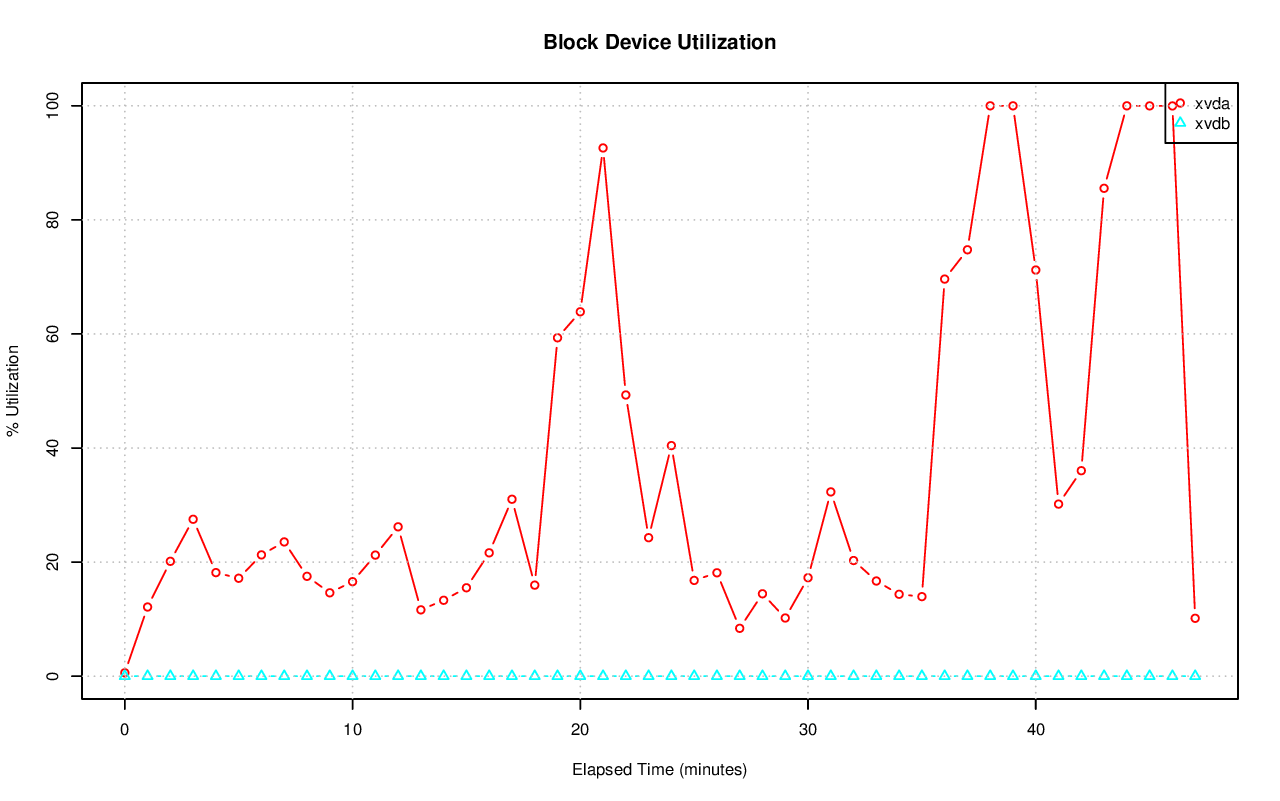 Block Device Utilization
xvda
xvdb
100
80
60
40
20
0
% Utilization
0 10 20 30 40
Elapsed Time (minutes)